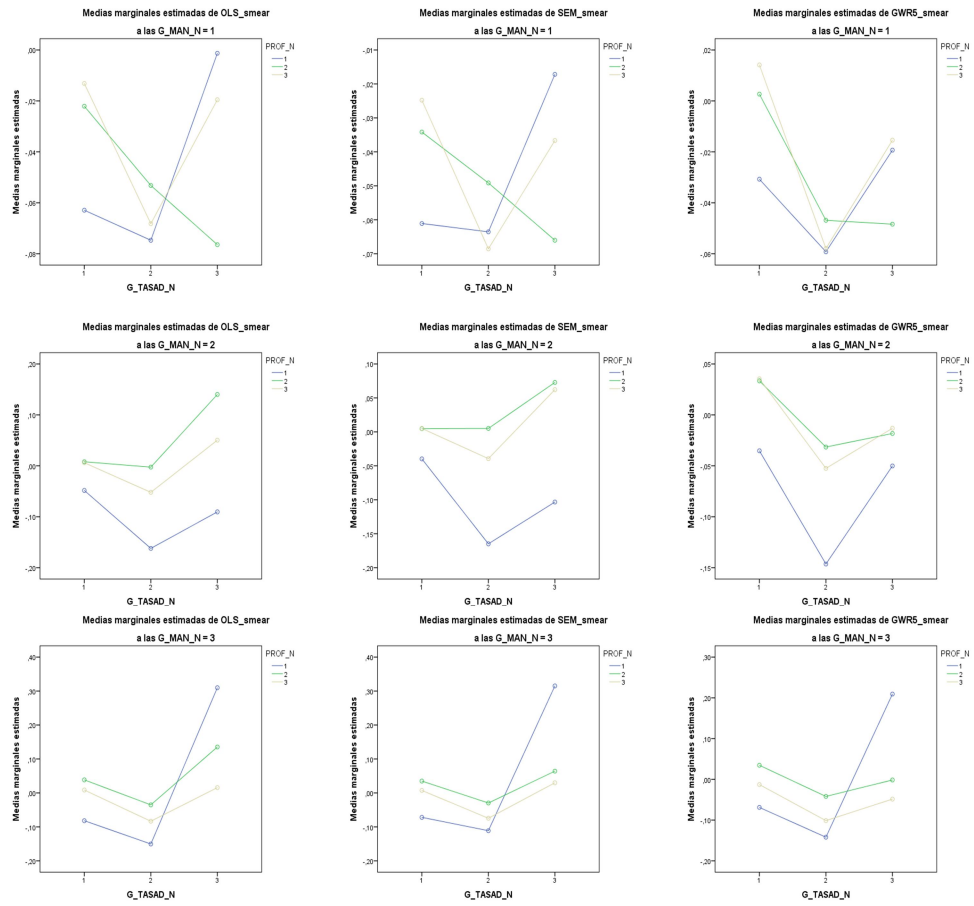 Medias marginales estimadas de OLS_smear
a las G_MAN_N = 1
PROF_N
1
2
3
Medias marginales estimadas
,00
-,02
-,04
-,06
-,08
1 2 3
G_TASAD_N
Medias marginales estimadas de SEM_smear
a las G_MAN_N = 1
PROF_N
1
2
3
Medias marginales estimadas
-,01
-,02
-,03
-,04
-,05
-,06
-,07
1 2 3
G_TASAD_N
Medias marginales estimadas de GWR5_smear
a las G_MAN_N = 1
PROF_N
1
2
3
Medias marginales estimadas
,02
,00
-,02
-,04
-,06
1 2 3
G_TASAD_N
Medias marginales estimadas de OLS_smear
a las G_MAN_N = 2
PROF_N
1
2
3
Medias marginales estimadas
,20
,10
,00
-,10
-,20
1 2 3
G_TASAD_N
Medias marginales estimadas de SEM_smear
a las G_MAN_N = 2
PROF_N
1
2
3
Medias marginales estimadas
,10
,05
,00
-,05
-,10
-,15
-,20
1 2 3
G_TASAD_N
Medias marginales estimadas de GWR5_smear
a las G_MAN_N = 2
PROF_N
1
2
3
Medias marginales estimadas
,05
,00
-,05
-,10
-,15
1 2 3
G_TASAD_N
Medias marginales estimadas de OLS_smear
a las G_MAN_N = 3
PROF_N
1
2
3
Medias marginales estimadas
,40
,30
,20
,10
,00
-,10
-,20
1 2 3
G_TASAD_N
Medias marginales estimadas de SEM_smear
a las G_MAN_N = 3
PROF_N
1
2
3
Medias marginales estimadas
,40
,30
,20
,10
,00
-,10
-,20
1 2 3
G_TASAD_N
Medias marginales estimadas de GWR5_smear
a las G_MAN_N = 3
PROF_N
1
2
3
Medias marginales estimadas
,30
,20
,10
,00
-,10
-,20
1 2 3
G_TASAD_N